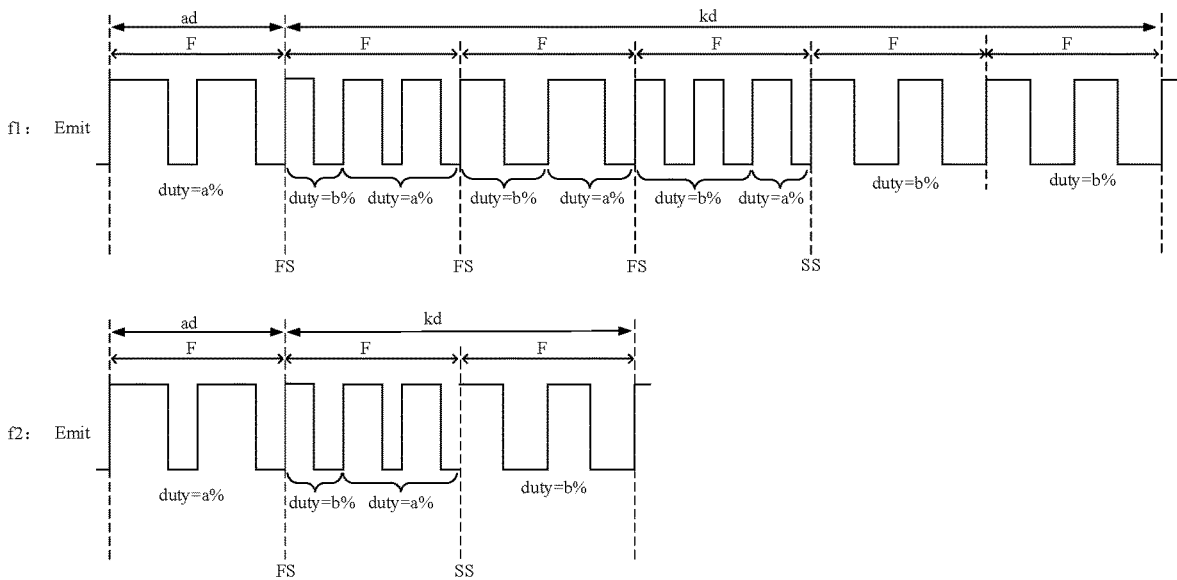 ad kd
F F F F F F
f1: Emit
duty=a% duty=b% duty=a% duty=b% duty=a% duty=b% duty=a% duty=b% duty=b%
FS FS FS SS
ad kd
F F F
f2: Emit
duty=a% duty=b% duty=a% duty=b%
FS SS